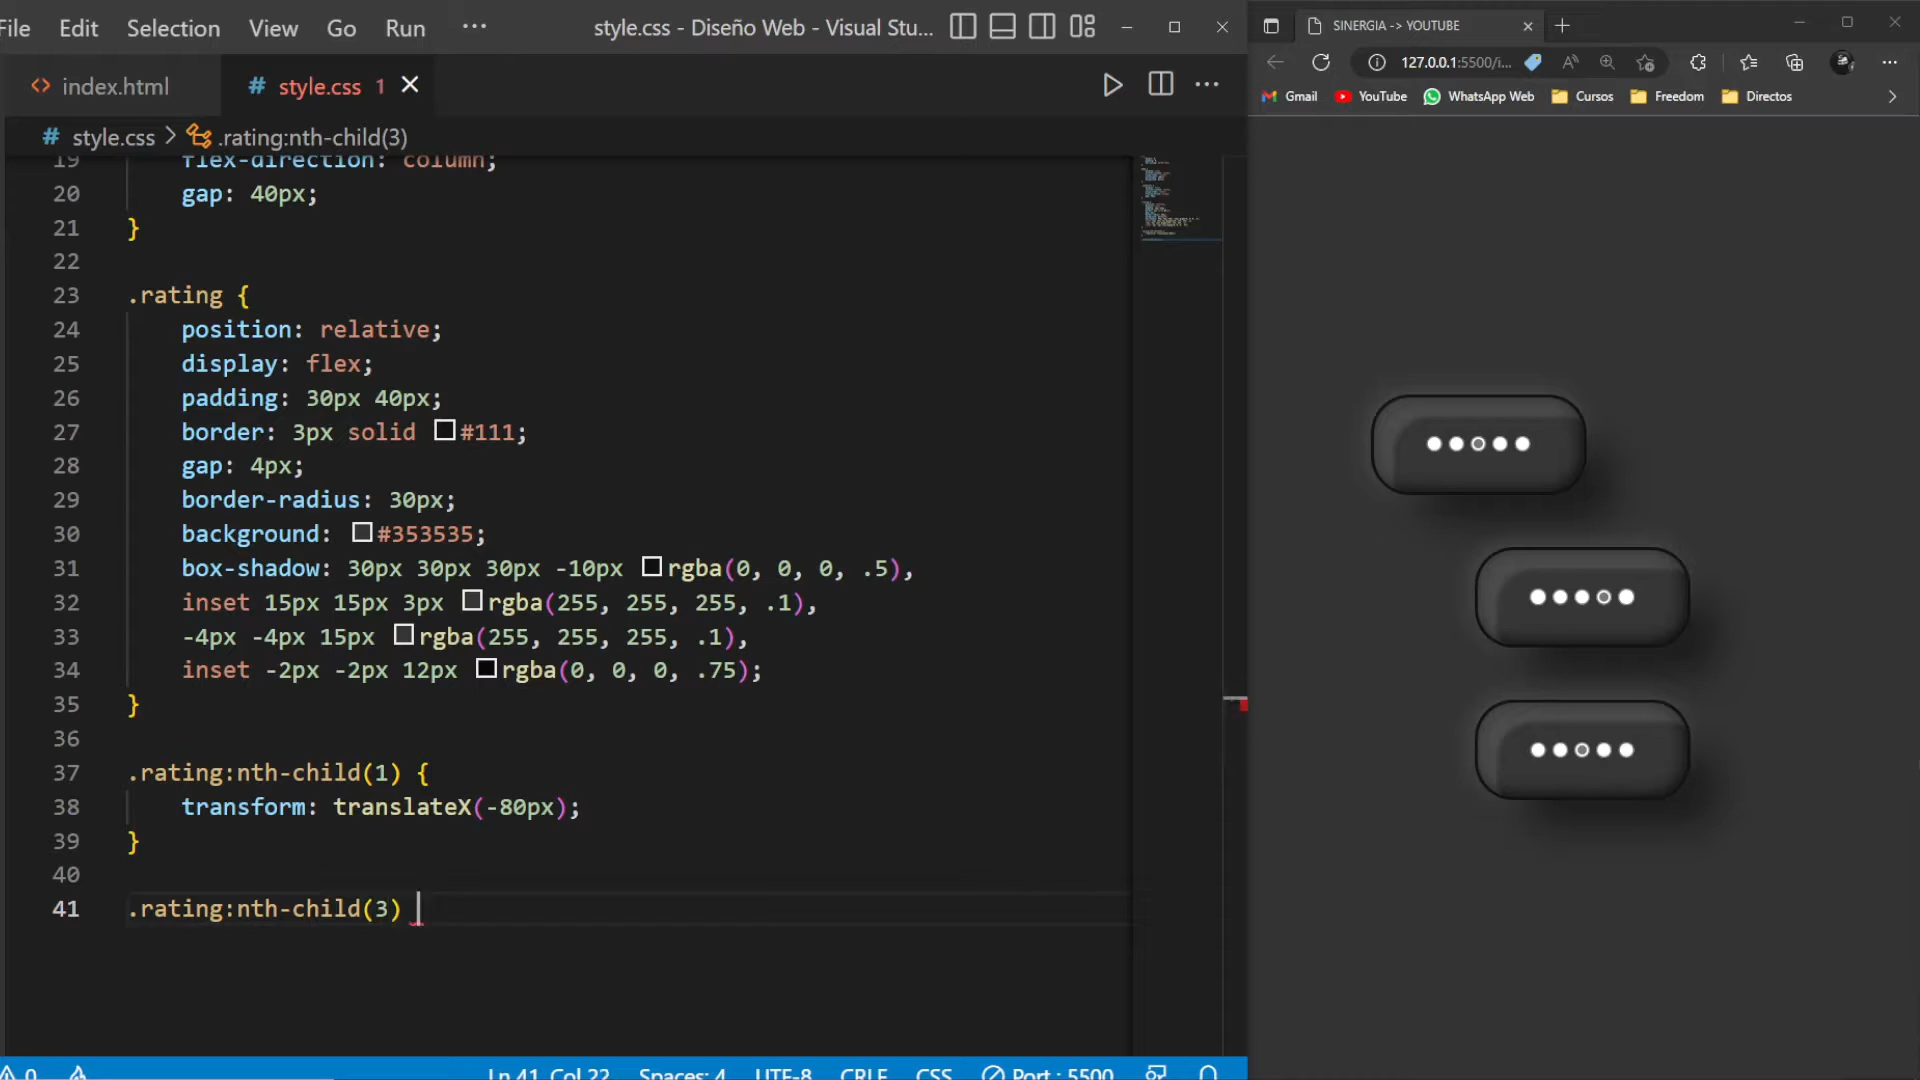 File Edit Selection View Go Run ··· style.css - Diseño Web - Visual Stu...
index.html # style.css 1
# style.css > .rating:nth-child(3)
19 flex-direction: column;
20 gap: 40px;
21 }
22
23 .rating {
24 position: relative;
25 display: flex;
26 padding: 30px 40px;
27 border: 3px solid #111;
28 gap: 4px;
29 border-radius: 30px;
30 background: #353535;
31 box-shadow: 30px 30px 30px -10px rgba(0, 0, 0, .5),
32 inset 15px 15px 3px rgba(255, 255, 255, .1),
33 -4px -4px 15px rgba(255, 255, 255, .1),
34 inset -2px -2px 12px rgba(0, 0, 0, .75);
35 }
36
37 .rating:nth-child(1) {
38 transform: translateX(-80px);
39 }
40
41 .rating:nth-child(3)
0 Ln 41, Col 22 Spaces: 4 UTF-8 CRLF CSS Port : 5500
SINERGIA -> YOUTUBE
127.0.0.1:5500/i...
Gmail YouTube WhatsApp Web Cursos Freedom Directos